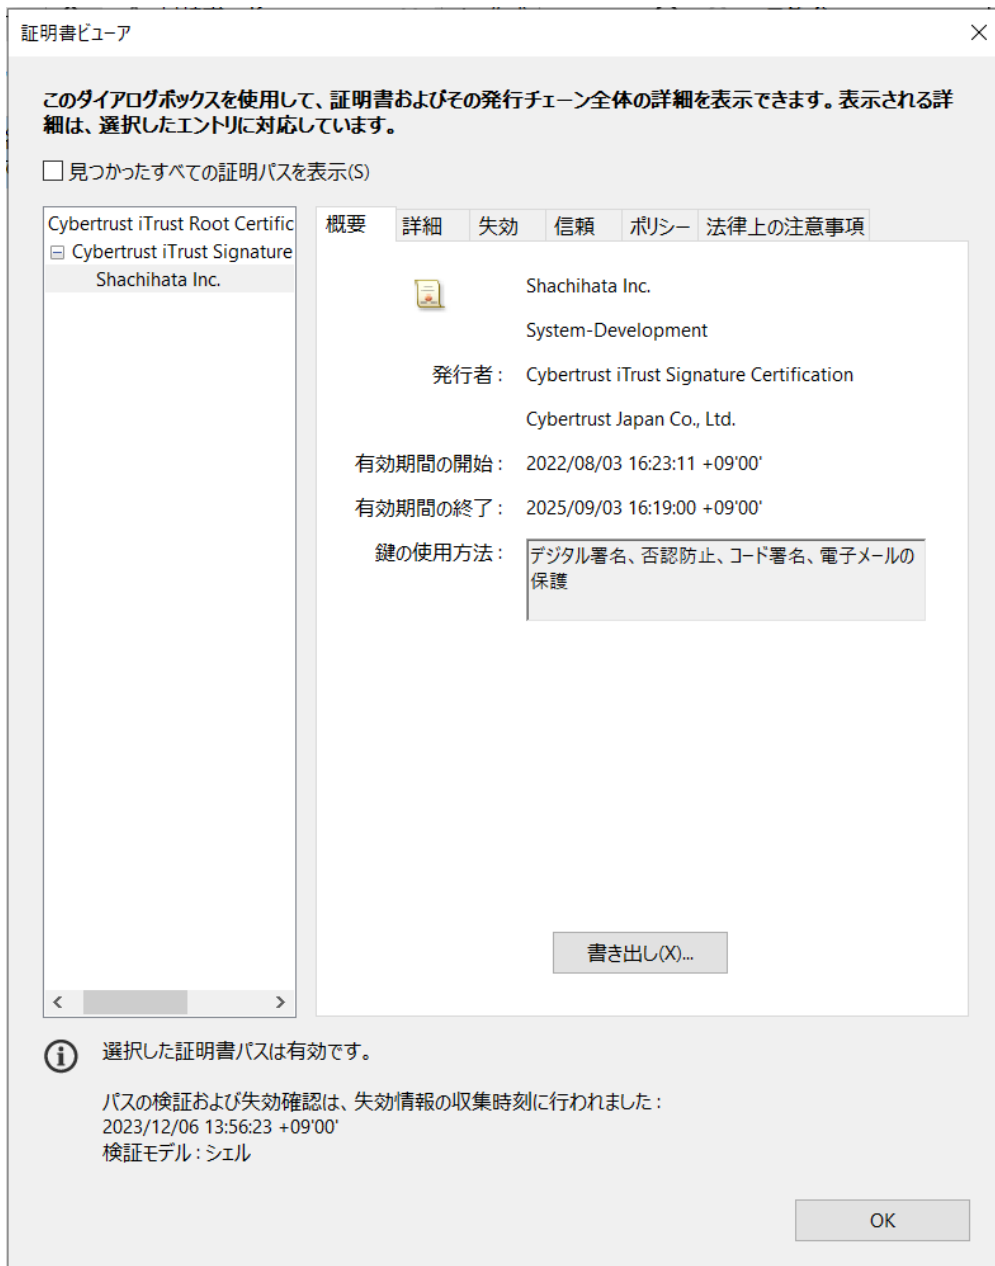 証明書ビューア
このダイアログボックスを使用して、証明書およびその発行チェーン全体の詳細を表示できます。表示される詳
細は、選択したエントリに対応しています。
見つかったすべての証明パスを表示(S)
Cybertrust iTrust Root Certific
Cybertrust iTrust Signature
Shachihata Inc.
概要 詳細 失効 信頼 ポリシー 法律上の注意事項
Shachihata Inc.
System-Development
発行者: Cybertrust iTrust Signature Certification
Cybertrust Japan Co., Ltd.
有効期間の開始: 2022/08/03 16:23:11 +09'00'
有効期間の終了: 2025/09/03 16:19:00 +09'00'
鍵の使用方法: デジタル署名、否認防止、コード署名、電子メールの
保護
書き出し(X)...
選択した証明書パスは有効です。
パスの検証および失効確認は、失効情報の収集時刻に行われました:
2023/12/06 13:56:23 +09'00'
検証モデル: シェル
OK